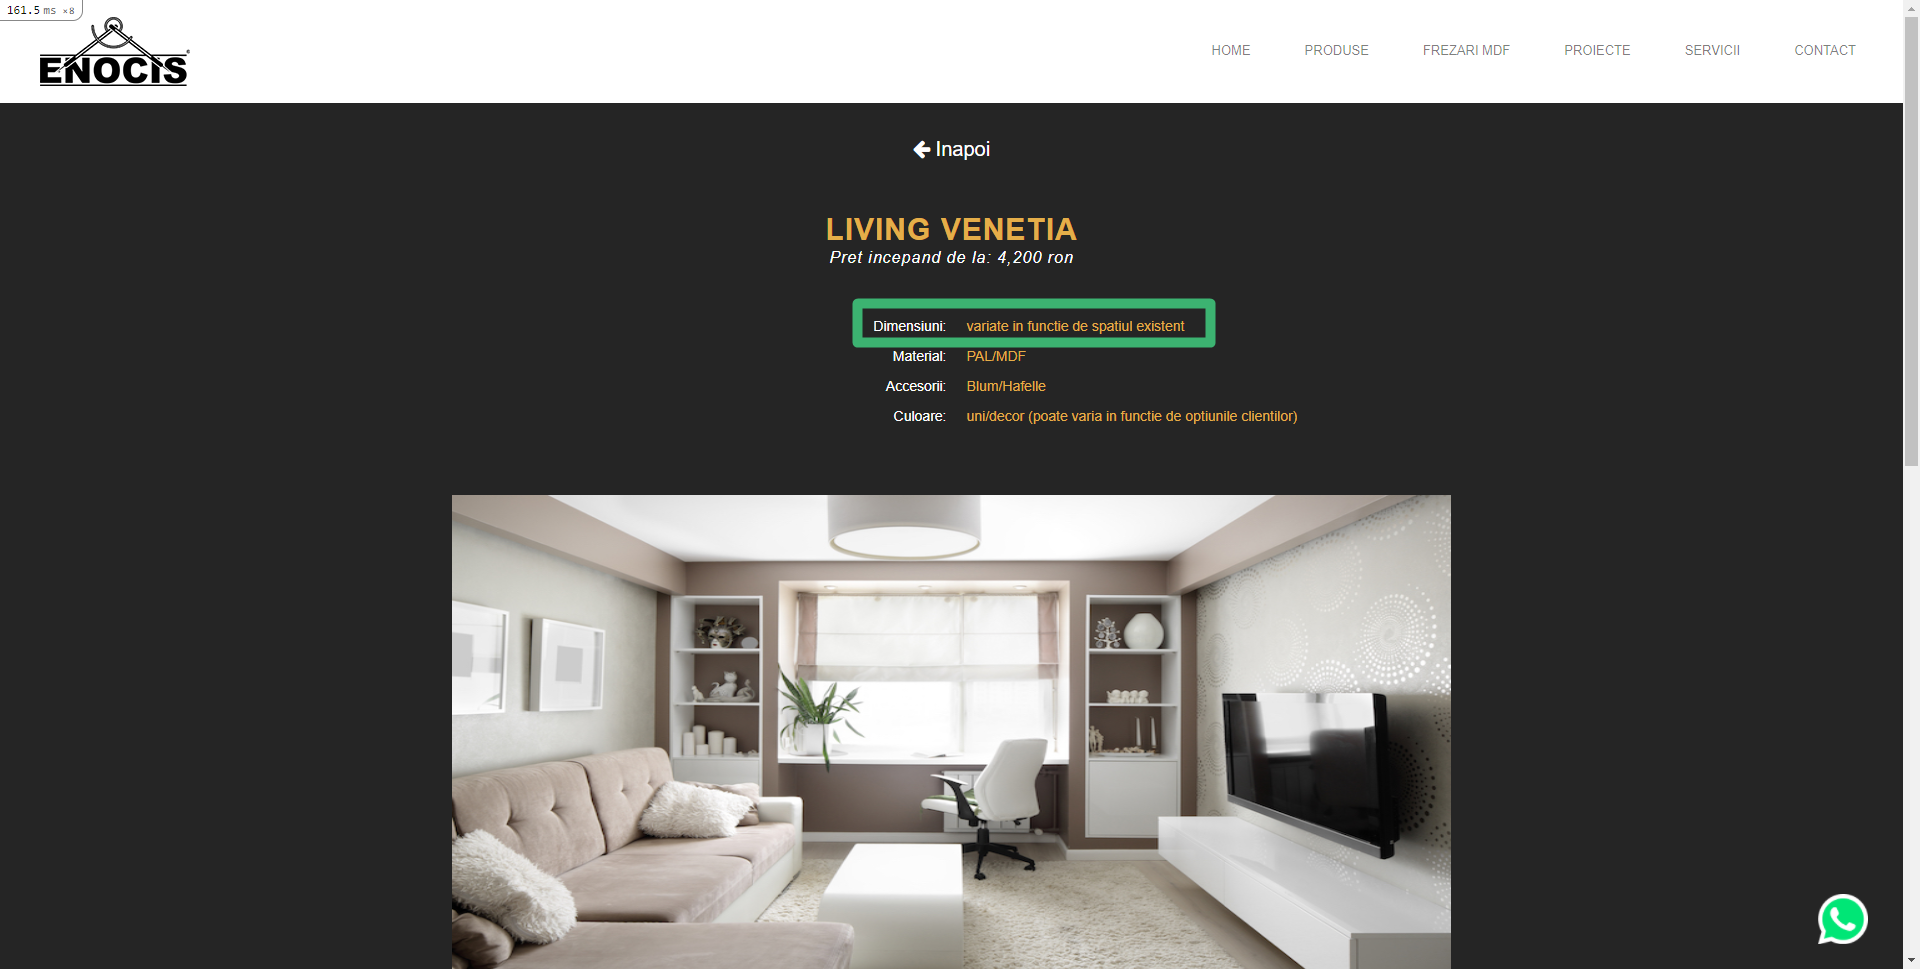 161.5 ms ×8
ENOCIS
HOME PRODUSE FREZARI MDF PROIECTE SERVICII CONTACT
Inapoi
LIVING VENETIA
Pret incepand de la: 4,200 ron
Dimensiuni: variate in functie de spatiul existent
Material: PAL/MDF
Accesorii: Blum/Hafelle
Culoare: uni/decor (poate varia in functie de optiunile clientilor)